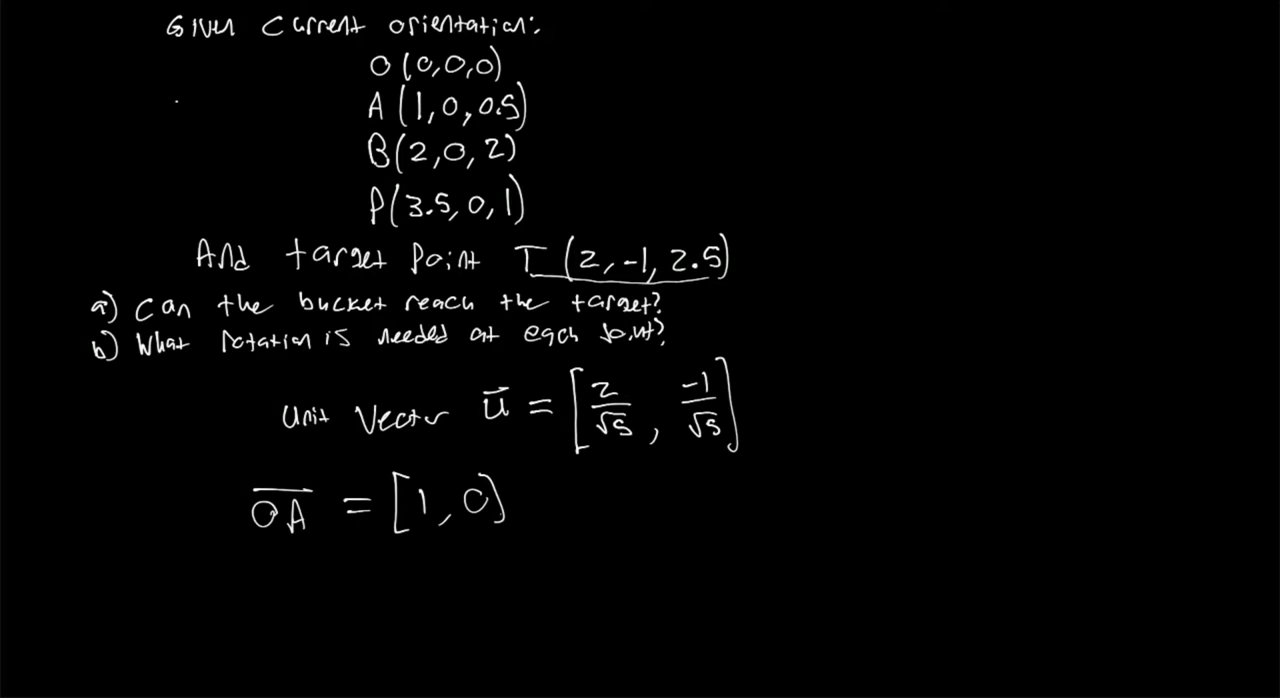 Given current orientation:
O (0,0,0)
A (1,0,0.5)
B (2,0,2)
P (3.5,0,1)
And target point T (2,-1,2.5)
a) Can the bucket reach the target?
b) What rotation is needed at each joint?
Unit Vector u⃗ = [2/√5, -1/√5]
OA = [1,0]